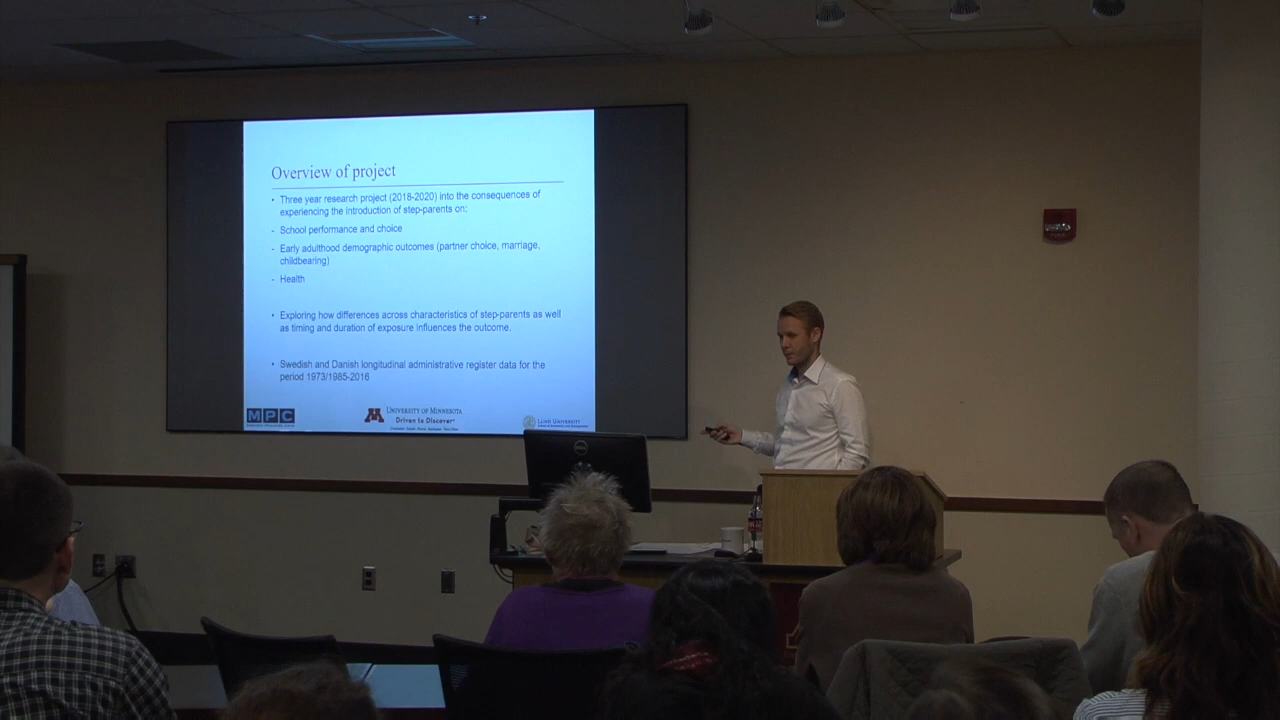 Overview of project
• Three year research project (2018-2020) into the consequences of
experiencing the introduction of step-parents on:
- School performance and choice
- Early adulthood demographic outcomes (partner choice, marriage,
childbearing)
- Health
• Exploring how differences across characteristics of step-parents as well
as timing and duration of exposure influences the outcome.
• Swedish and Danish longitudinal administrative register data for the
period 1973/1985-2016
MPC
UNIVERSITY OF MINNESOTA
Driven to Discover
LUND UNIVERSITY
DELL